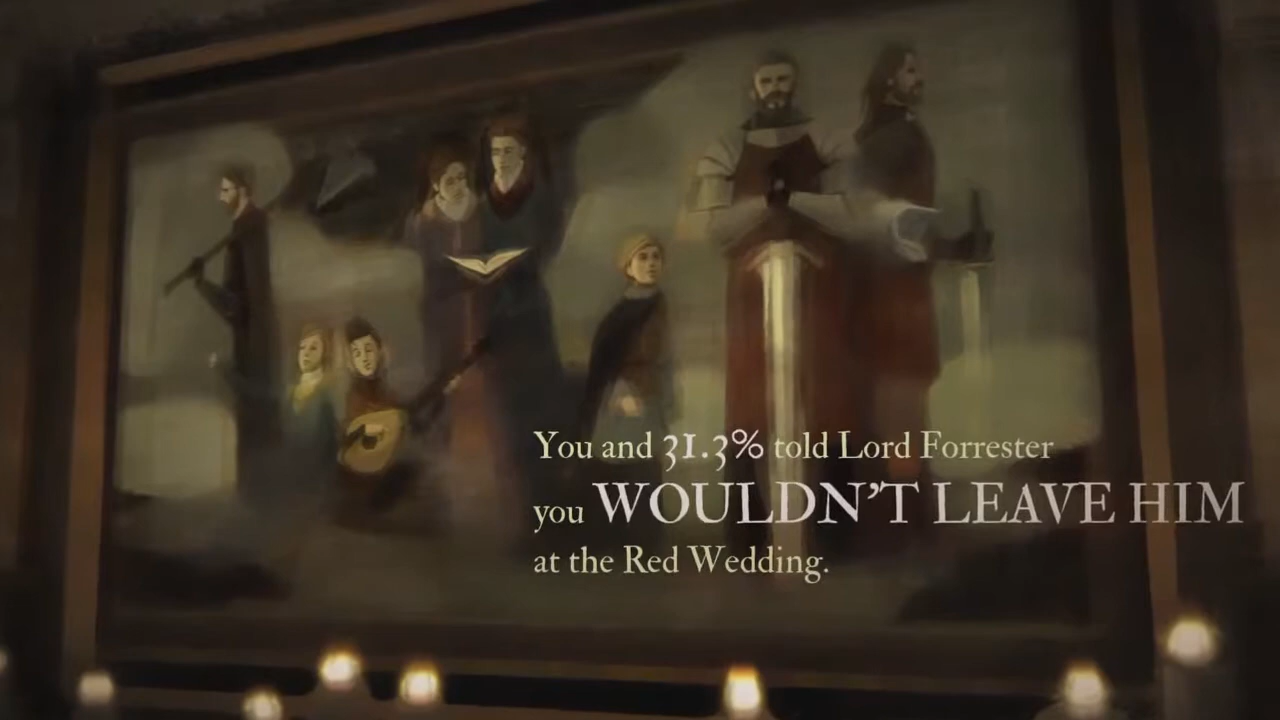 You and 31.3% told Lord Forrester
you WOULDN'T LEAVE HIM
at the Red Wedding.